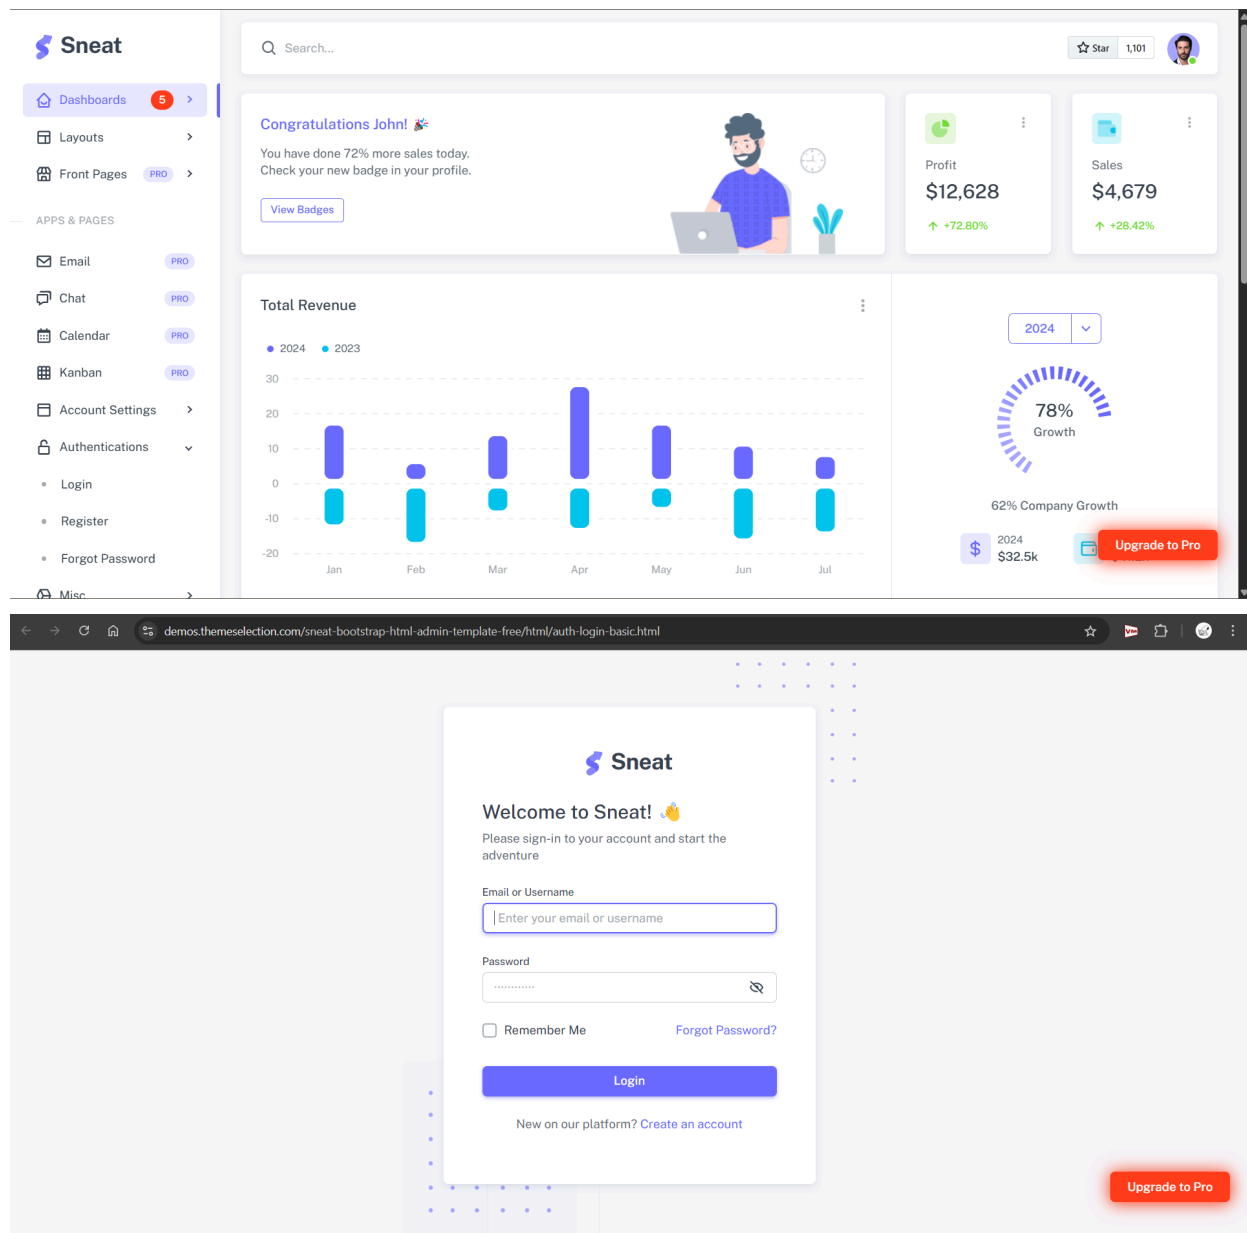 Sneat
Search...
Star 1,101
Dashboards 5
Layouts
Front Pages PRO
APPS & PAGES
Email PRO
Chat PRO
Calendar PRO
Kanban PRO
Account Settings
Authentications
Login
Register
Forgot Password
Misc
Congratulations John! 🎉
You have done 72% more sales today.
Check your new badge in your profile.
View Badges
Profit
$12,628
+72.80%
Sales
$4,679
+28.42%
Total Revenue
2024 2023
30
20
10
0
-10
-20
Jan Feb Mar Apr May Jun Jul
2024
78%
Growth
62% Company Growth
2024
$32.5k
Upgrade to Pro
demos.themeselection.com/sneat-bootstrap-html-admin-template-free/html/auth-login-basic.html
Sneat
Welcome to Sneat! 👋
Please sign-in to your account and start the
adventure
Email or Username
Enter your email or username
Password
············
Remember Me Forgot Password?
Login
New on our platform? Create an account
Upgrade to Pro